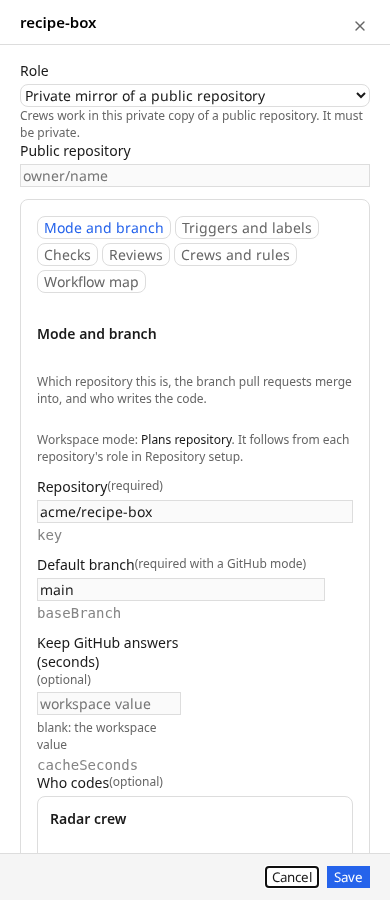 recipe-box
×
Role
Private mirror of a public repository
Crews work in this private copy of a public repository. It must
be private.
Public repository
owner/name
Mode and branch
Triggers and labels
Checks
Reviews
Crews and rules
Workflow map
Mode and branch
Which repository this is, the branch pull requests merge
into, and who writes the code.
Workspace mode: Plans repository. It follows from each
repository's role in Repository setup.
Repository(required)
acme/recipe-box
key
Default branch(required with a GitHub mode)
main
baseBranch
Keep GitHub answers
(seconds)
(optional)
workspace value
blank: the workspace
value
cacheSeconds
Who codes(optional)
Radar crew
Cancel
Save